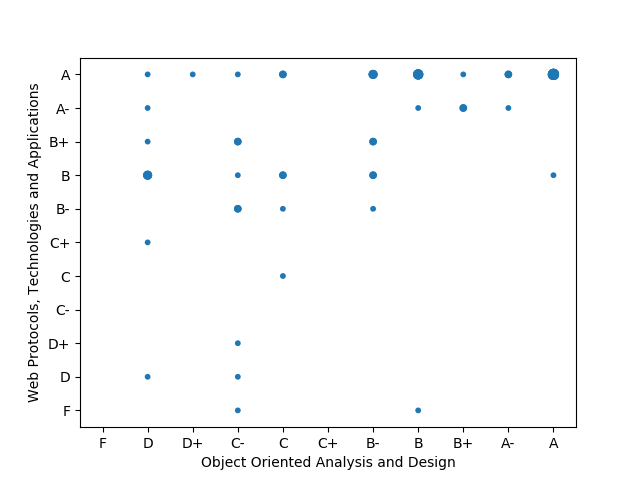 Web Protocols, Technologies and Applications
A
A-
B+
B
B-
C+
C
C-
D+
D
F
F D D+ C- C C+ B- B B+ A- A
Object Oriented Analysis and Design